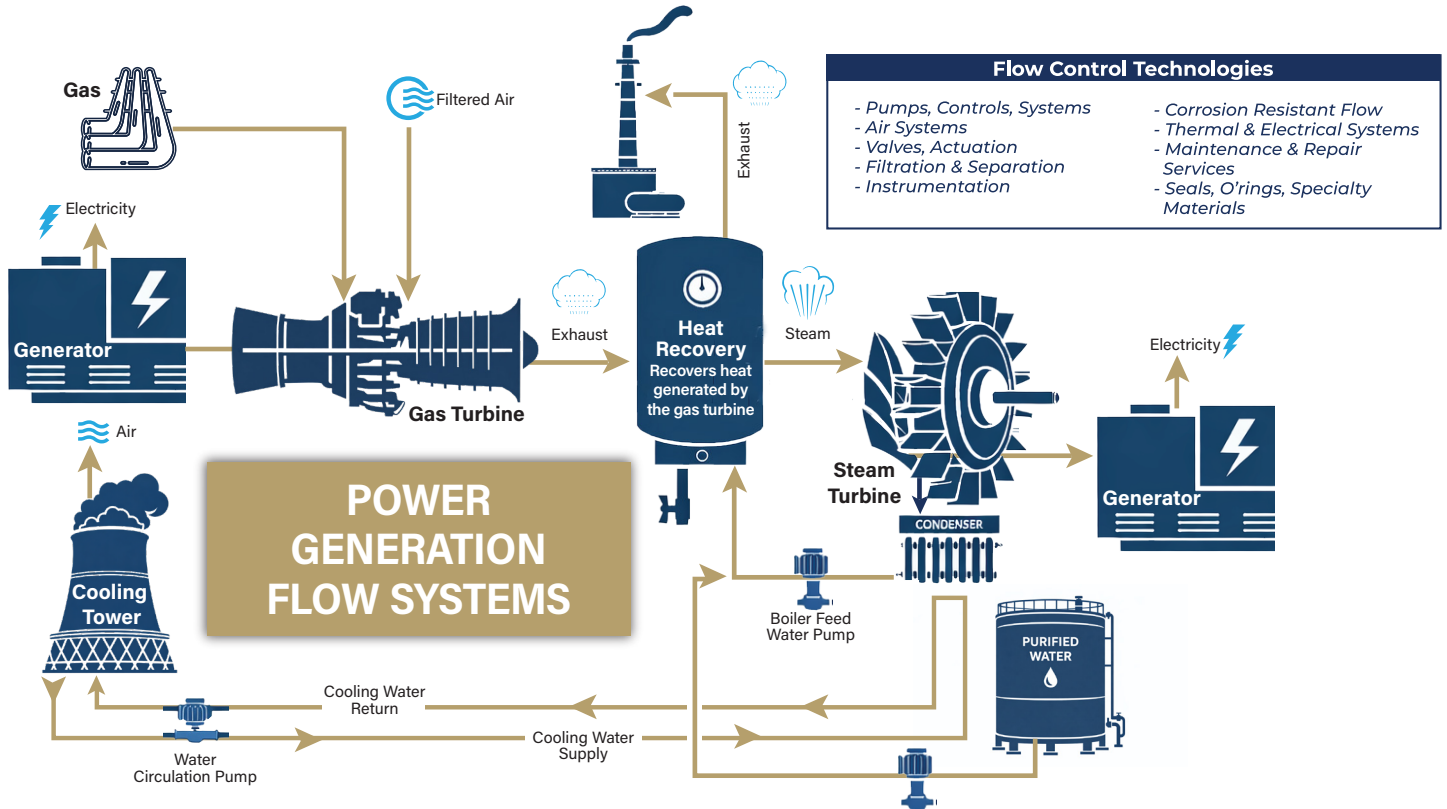 Flow Control Technologies
- Pumps, Controls, Systems
- Air Systems
- Valves, Actuation
- Filtration & Separation
- Instrumentation
- Corrosion Resistant Flow
- Thermal & Electrical Systems
- Maintenance & Repair
Services
- Seals, O'rings, Specialty
Materials
Gas
Filtered Air
Exhaust
Electricity
Generator
Gas Turbine
Exhaust
Heat
Recovery
Recovers heat
generated by
the gas turbine
Steam
Steam
Turbine
Electricity
Generator
Air
Cooling
Tower
POWER
GENERATION
FLOW SYSTEMS
CONDENSER
Boiler Feed
Water Pump
PURIFIED
WATER
Cooling Water
Return
Cooling Water
Supply
Water
Circulation Pump